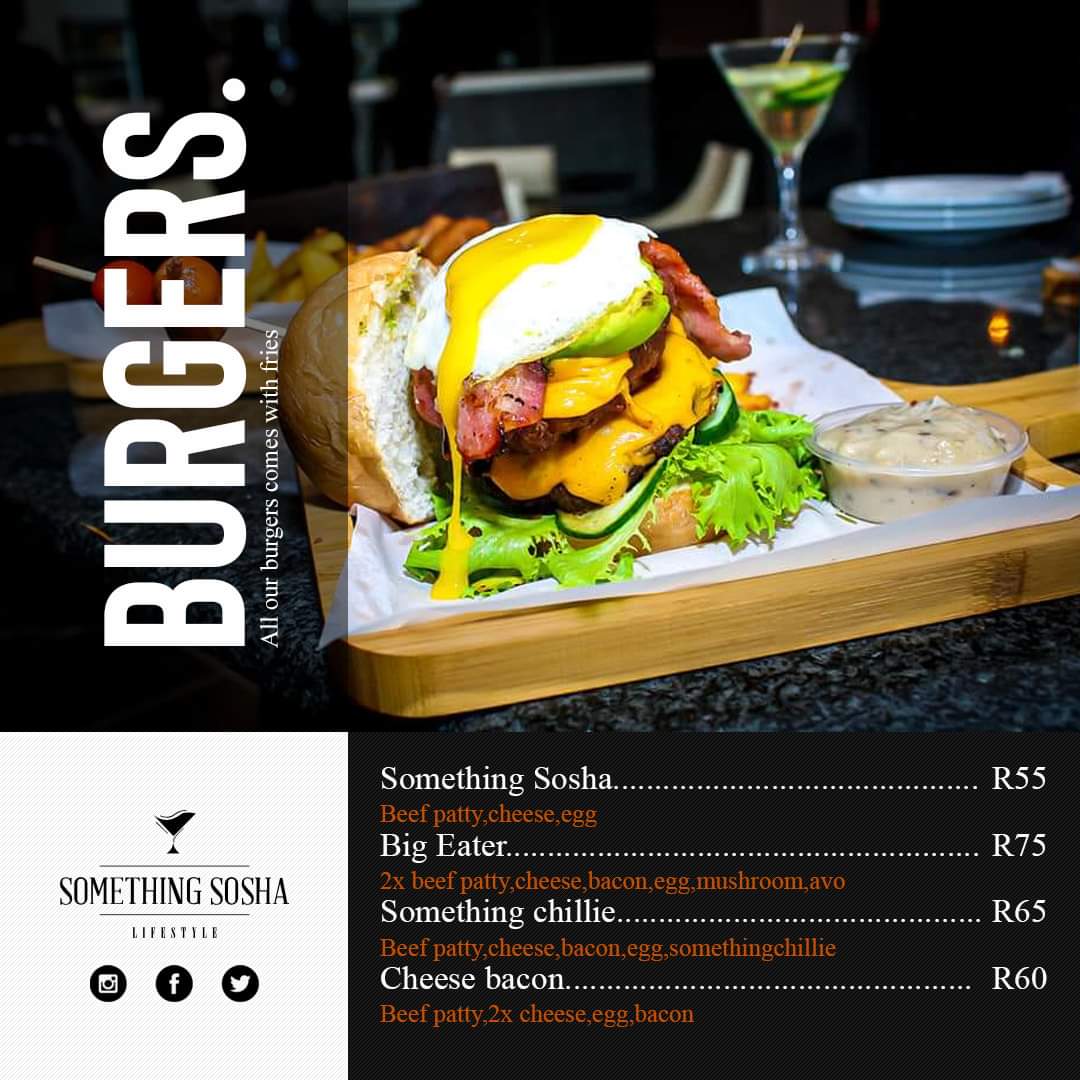 BURGERS.
All our burgers comes with fries
SOMETHING SOSHA
LIFESTYLE
Something Sosha....................................... R55
Beef patty,cheese,egg
Big Eater................................................... R75
2x beef patty,cheese,bacon,egg,mushroom,avo
Something chillie....................................... R65
Beef patty,cheese,bacon,egg,somethingchillie
Cheese bacon............................................ R60
Beef patty,2x cheese,egg,bacon